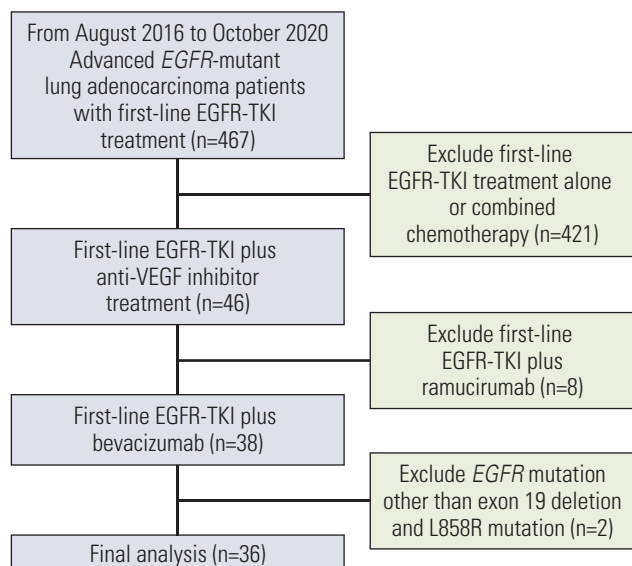 From August 2016 to October 2020
Advanced EGFR-mutant
lung adenocarcinoma patients
with first-line EGFR-TKI
treatment (n=467)
Exclude first-line
EGFR-TKI treatment alone
or combined
chemotherapy (n=421)
First-line EGFR-TKI plus
anti-VEGF inhibitor
treatment (n=46)
Exclude first-line
EGFR-TKI plus
ramucirumab (n=8)
First-line EGFR-TKI plus
bevacizumab (n=38)
Exclude EGFR mutation
other than exon 19 deletion
and L858R mutation (n=2)
Final analysis (n=36)